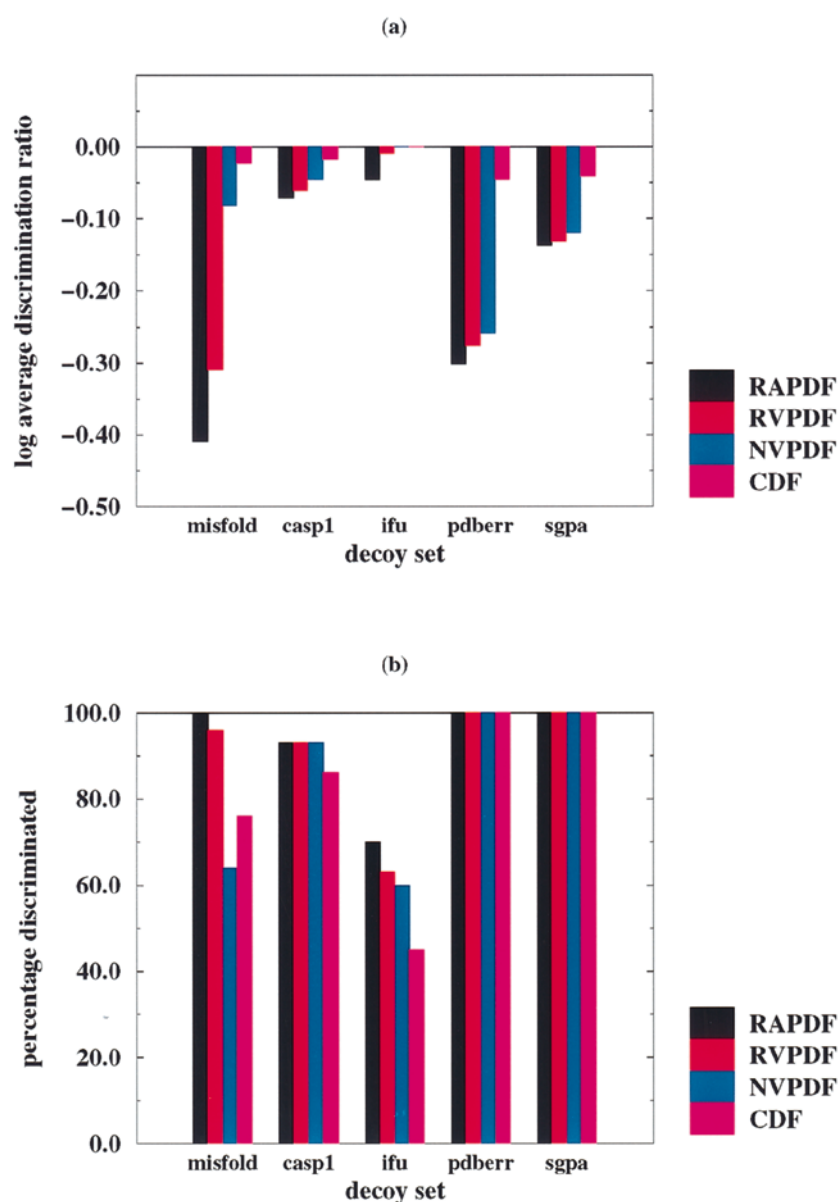 (a)
log average discrimination ratio
0.00
−0.10
−0.20
−0.30
−0.40
−0.50
misfold casp1 ifu pdberr sgpa
decoy set
RAPDF
RVPDF
NVPDF
CDF
(b)
percentage discriminated
100.0
80.0
60.0
40.0
20.0
0.0
misfold casp1 ifu pdberr sgpa
decoy set
RAPDF
RVPDF
NVPDF
CDF